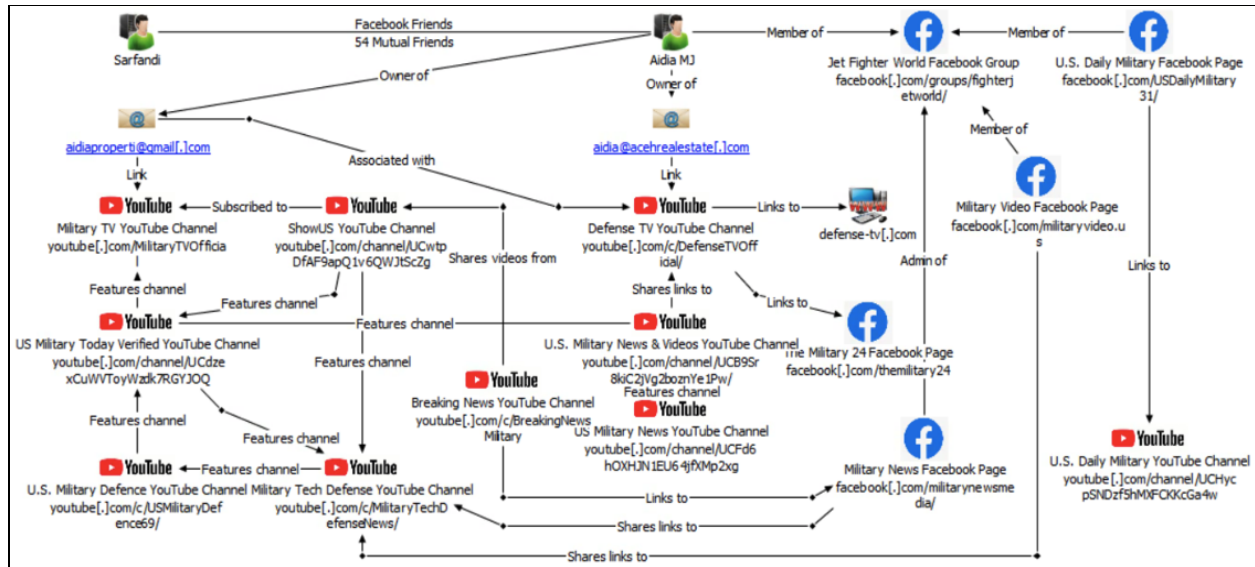 Facebook Friends
54 Mutual Friends
Sarfandi
Aidia MJ
Member of
Member of
Jet Fighter World Facebook Group
facebook[.]com/groups/fighterj
etworld/
U.S. Daily Military Facebook Page
facebook[.]com/USDailyMilitary
31/
Owner of
Owner of
Member of
aidiaproperti@gmail[.]com
Associated with
aidia@acehrealestate[.]com
Link
Link
YouTube
Subscribed to
YouTube
YouTube
Links to
Military TV YouTube Channel
youtube[.]com/MilitaryTVOfficia
ShowUS YouTube Channel
youtube[.]com/channel/UCwtp
DfAF9apQ1v6QWJtScZg
Defense TV YouTube Channel
youtube[.]com/c/DefenseTVOff
icial/
defense-tv[.]com
Military Video Facebook Page
facebook[.]com/militaryvideo.u
s
Shares videos from
Admin of
Links to
Features channel
Features channel
Shares links to
Links to
YouTube
Features channel
YouTube
US Military Today Verified YouTube Channel
youtube[.]com/channel/UCdze
xCuWVToyWzdk7RGYJOQ
Features channel
U.S. Military News & Videos YouTube Channel
youtube[.]com/channel/UCB9Sr
8kiC2jVg2boznYe1Pw/
The Military 24 Facebook Page
facebook[.]com/themilitary24
YouTube
Breaking News YouTube Channel
youtube[.]com/c/BreakingNews
Military
Features channel
YouTube
US Military News YouTube Channel
youtube[.]com/channel/UCFd6
hOXHJN1EU64jfXMp2xg
Features channel
Features channel
YouTube
Features channel
YouTube
U.S. Military Defence YouTube Channel
youtube[.]com/c/USMilitaryDef
ence69/
Military Tech Defense YouTube Channel
youtube[.]com/c/MilitaryTechD
efenseNews/
Military News Facebook Page
facebook[.]com/militarynewsme
dia/
YouTube
U.S. Daily Military YouTube Channel
youtube[.]com/channel/UCHyc
pSNDzf5hMXFCKKcGa4w
Links to
Shares links to
Shares links to